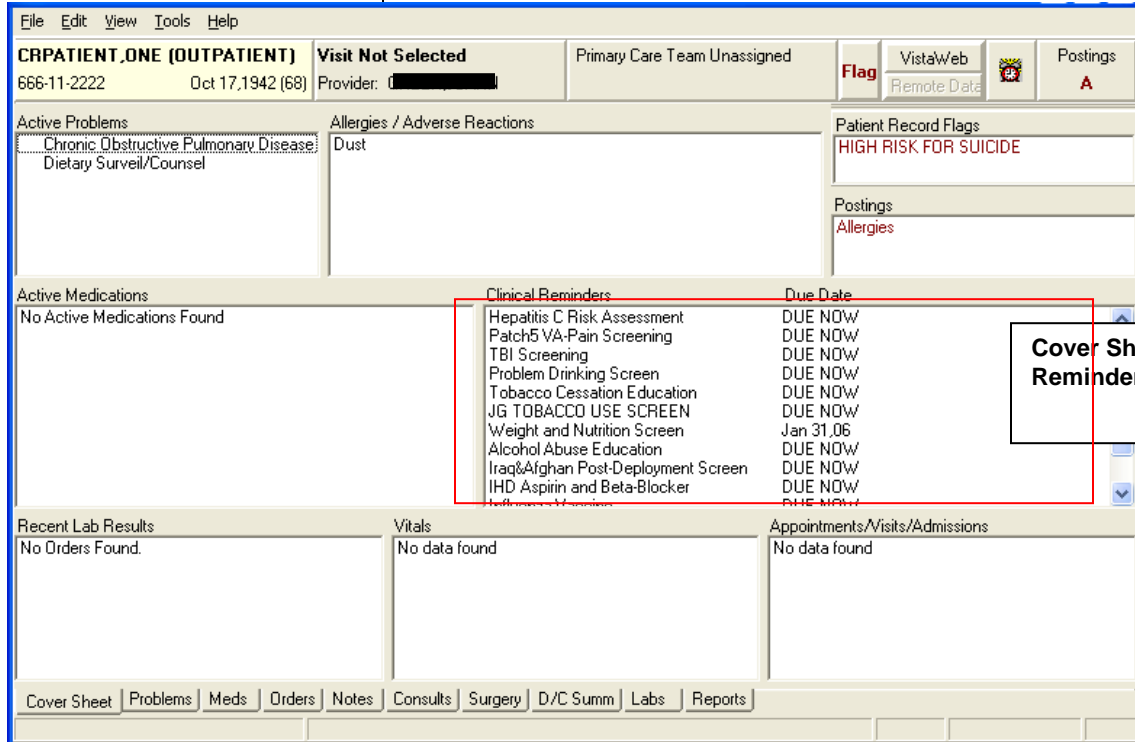 File Edit View Tools Help
CRPATIENT,ONE (OUTPATIENT) Visit Not Selected Primary Care Team Unassigned Flag VistaWeb Postings
666-11-2222 Oct 17,1942 (68) Provider: Remote Data A
Active Problems Allergies / Adverse Reactions Patient Record Flags
Chronic Obstructive Pulmonary Disease Dust HIGH RISK FOR SUICIDE
Dietary Surveil/Counsel
Postings
Allergies
Active Medications Clinical Reminders Due Date
No Active Medications Found Hepatitis C Risk Assessment DUE NOW
Patch5 VA-Pain Screening DUE NOW
TBI Screening DUE NOW
Problem Drinking Screen DUE NOW
Tobacco Cessation Education DUE NOW
JG TOBACCO USE SCREEN DUE NOW
Weight and Nutrition Screen Jan 31,06
Alcohol Abuse Education DUE NOW
Iraq&Afghan Post-Deployment Screen DUE NOW
IHD Aspirin and Beta-Blocker DUE NOW
Cover Sh
Reminde
Recent Lab Results Vitals Appointments/Visits/Admissions
No Orders Found. No data found No data found
Cover Sheet Problems Meds Orders Notes Consults Surgery D/C Summ Labs Reports